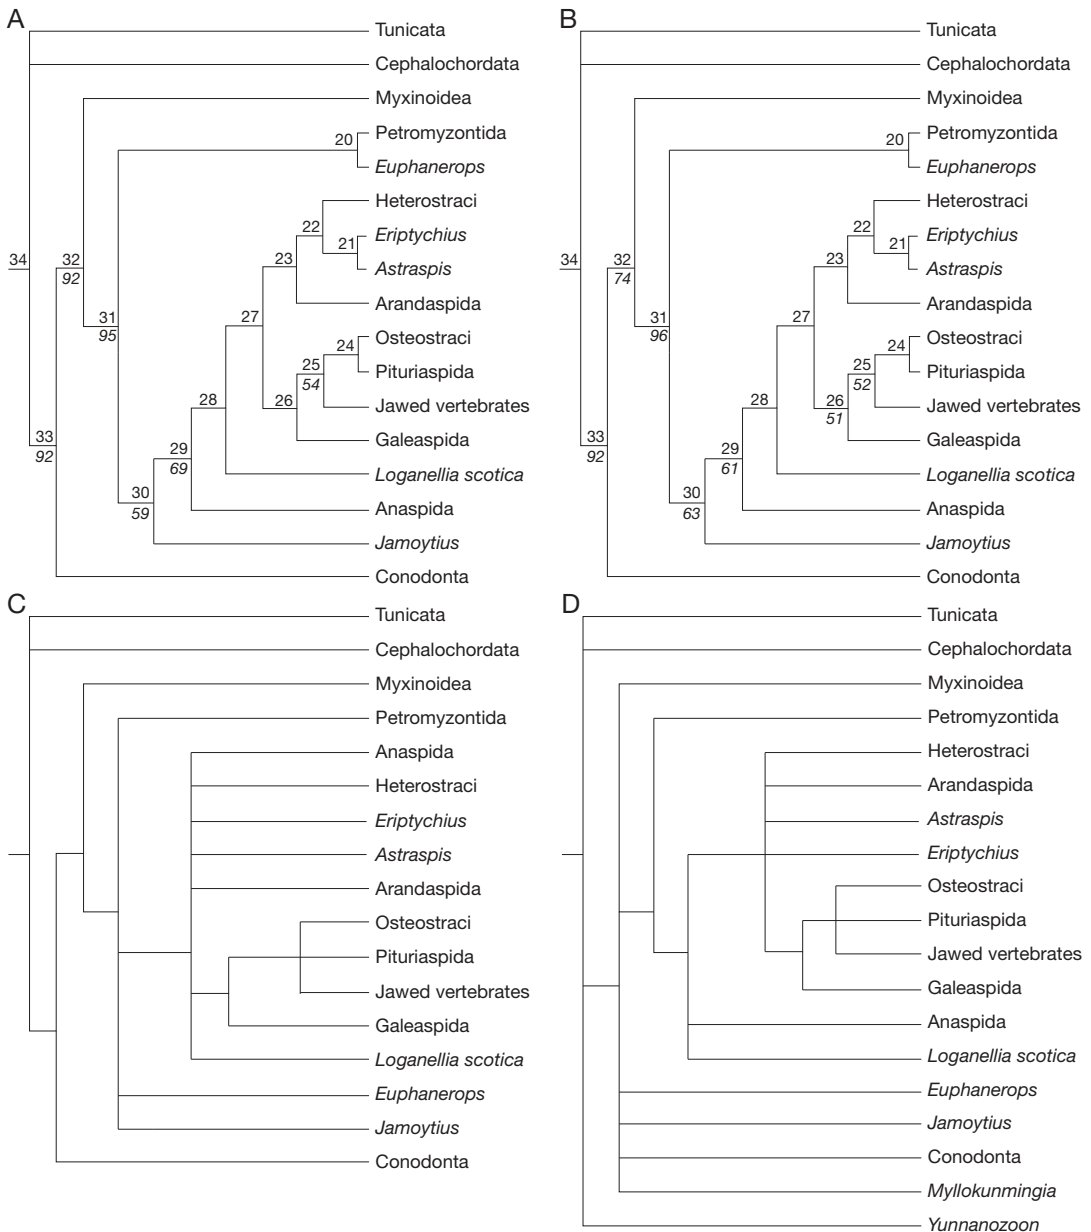 A
Tunicata
Cephalochordata
Myxinoidea
20
Petromyzontida
Euphanerops
Heterostraci
22
21
Eriptychius
Astraspis
23
Arandaspida
34
32
92
31
95
27
24
Osteostraci
25
54
Pituriaspida
26
Jawed vertebrates
28
Galeaspida
33
92
29
69
Loganellia scotica
30
59
Anaspida
Jamoytius
Conodonta
B
Tunicata
Cephalochordata
Myxinoidea
20
Petromyzontida
Euphanerops
Heterostraci
22
21
Eriptychius
Astraspis
23
Arandaspida
34
32
74
31
96
27
24
Osteostraci
25
52
Pituriaspida
26
51
Jawed vertebrates
28
Galeaspida
33
92
29
61
Loganellia scotica
30
63
Anaspida
Jamoytius
Conodonta
C
Tunicata
Cephalochordata
Myxinoidea
Petromyzontida
Anaspida
Heterostraci
Eriptychius
Astraspis
Arandaspida
Osteostraci
Pituriaspida
Jawed vertebrates
Galeaspida
Loganellia scotica
Euphanerops
Jamoytius
Conodonta
D
Tunicata
Cephalochordata
Myxinoidea
Petromyzontida
Heterostraci
Arandaspida
Astraspis
Eriptychius
Osteostraci
Pituriaspida
Jawed vertebrates
Galeaspida
Anaspida
Loganellia scotica
Euphanerops
Jamoytius
Conodonta
Myllokunmingia
Yunnanozoon